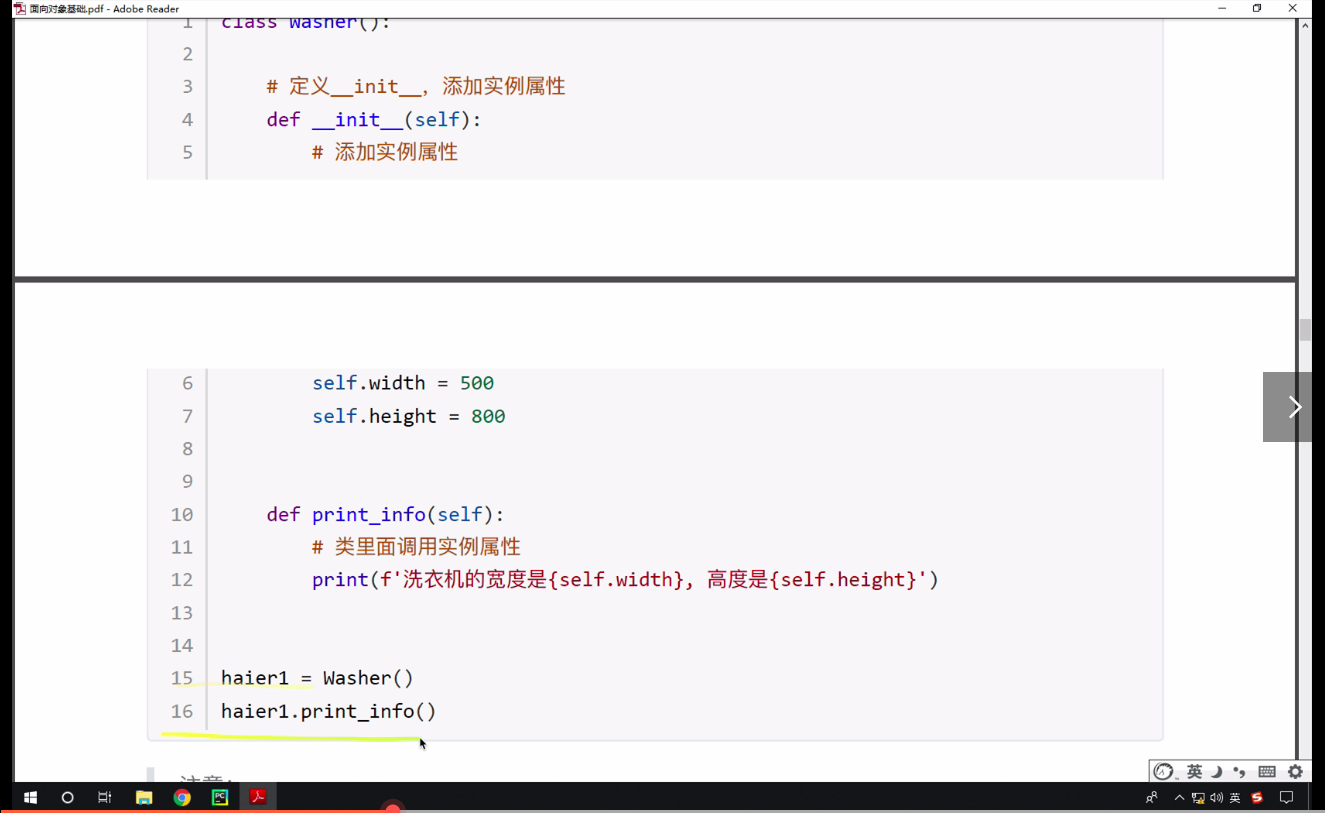 面向对象基础.pdf - Adobe Reader
1 class Washer():
2
3 # 定义__init__, 添加实例属性
4 def __init__(self):
5 # 添加实例属性
6 self.width = 500
7 self.height = 800
8
9
10 def print_info(self):
11 # 类里面调用实例属性
12 print(f'洗衣机的宽度是{self.width}, 高度是{self.height}')
13
14
15 haier1 = Washer()
16 haier1.print_info()
注意:
英
PC
英